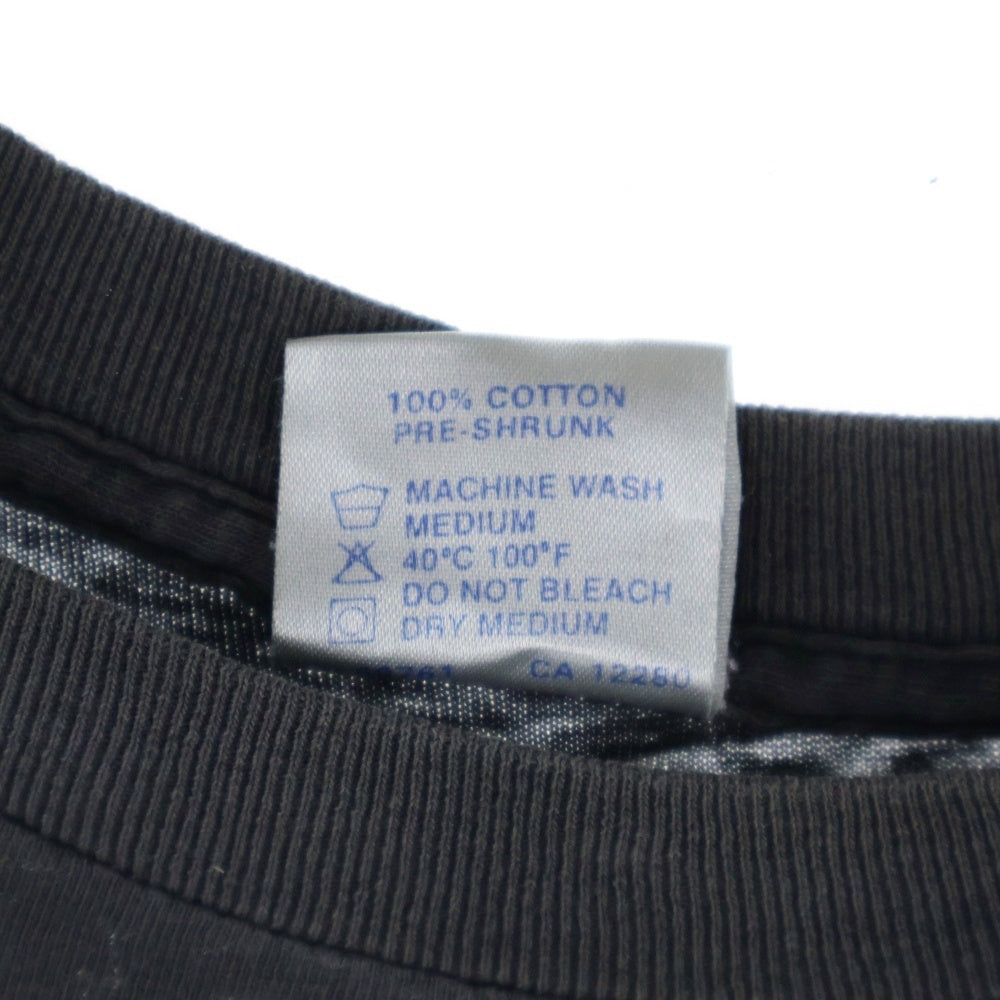 100% COTTON
PRE-SHRUNK
MACHINE WASH
MEDIUM
40°C 100°F
DO NOT BLEACH
DRY MEDIUM
CA 12280